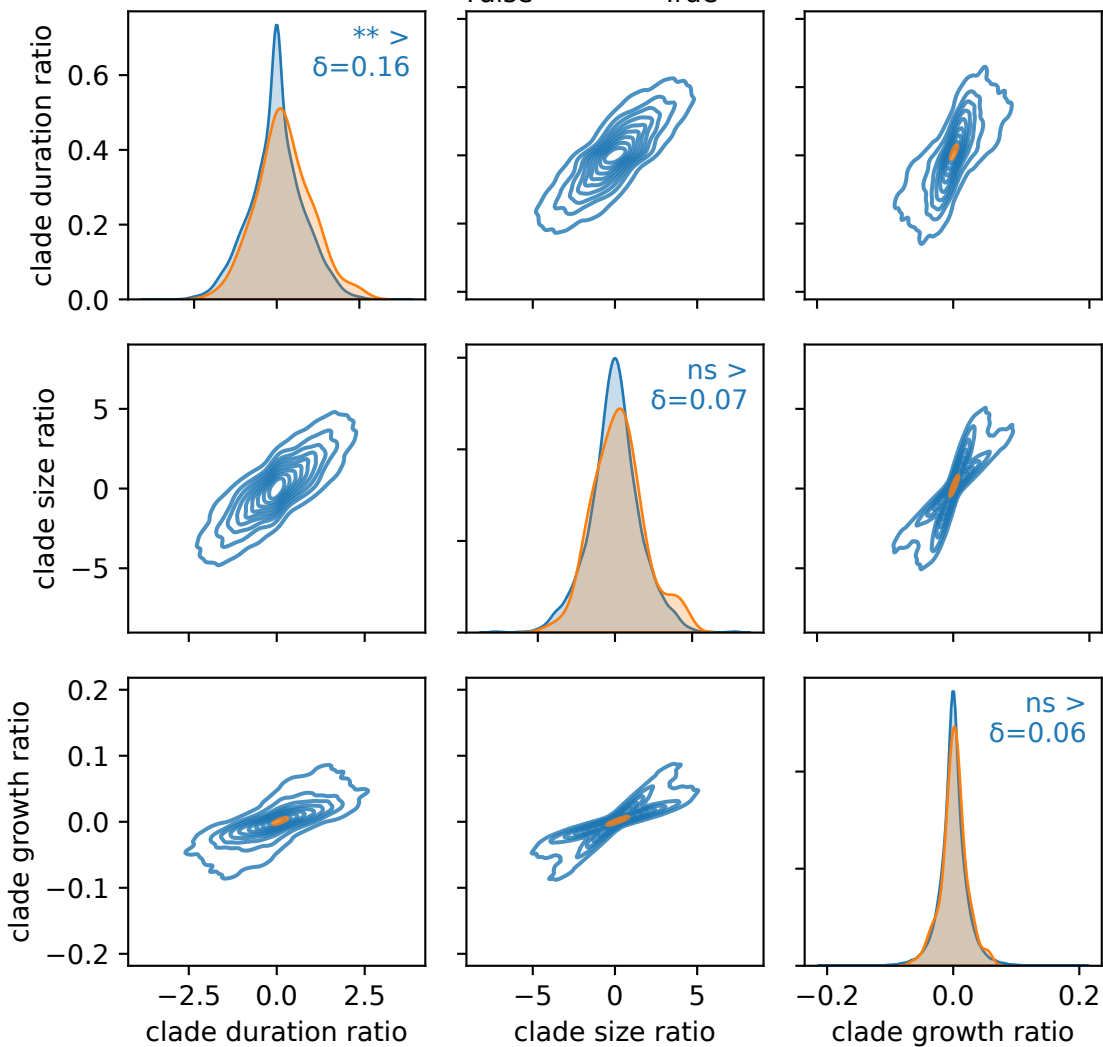 False True
clade duration ratio
0.6
0.4
0.2
0.0
** >
δ=0.16
clade size ratio
5
0
−5
ns >
δ=0.07
clade growth ratio
0.2
0.1
0.0
−0.1
−0.2
ns >
δ=0.06
−2.5 0.0 2.5
−5 0 5
−0.2 0.0 0.2
clade duration ratio
clade size ratio
clade growth ratio